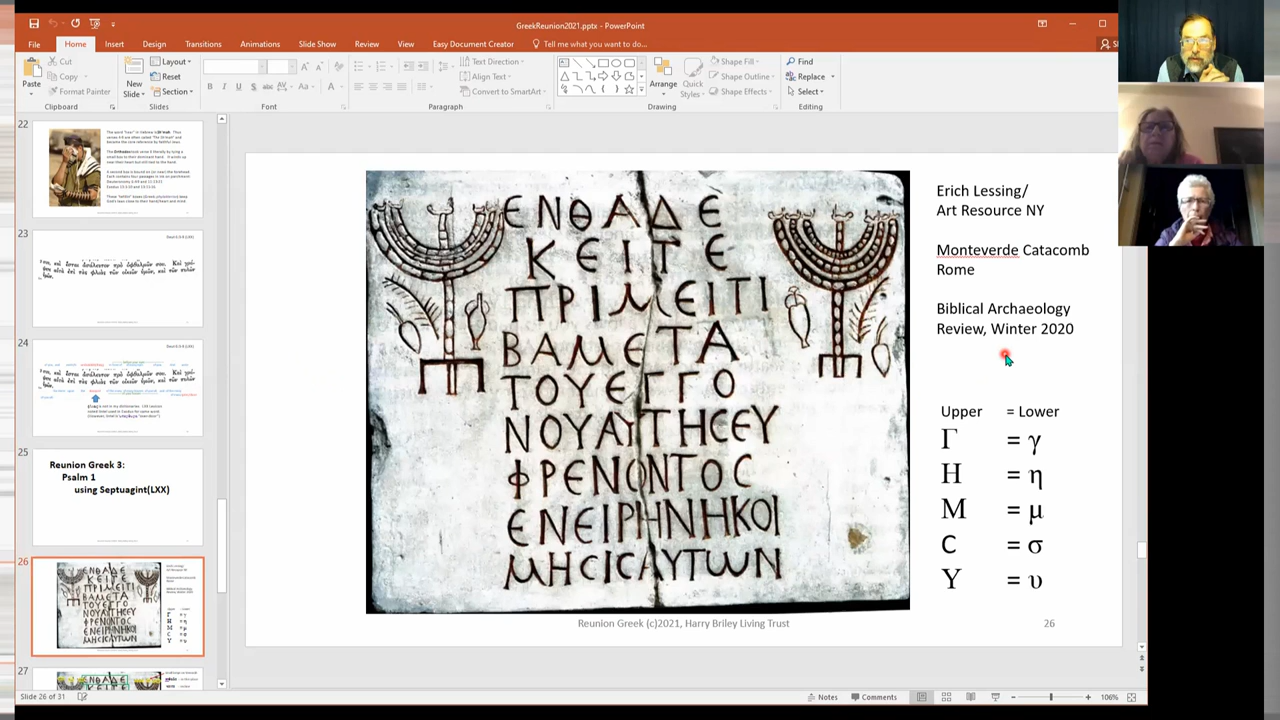 GreekReunion2021.pptx - PowerPoint
File Home Insert Design Transitions Animations Slide Show Review View Easy Document Creator Tell me what you want to do...
Paste
Cut
Copy
Format Painter
Clipboard
New
Slide
Layout
Reset
Section
Slides
Font
Text Direction
Align Text
Convert to SmartArt
Paragraph
Arrange
Quick
Styles
Shape Fill
Shape Outline
Shape Effects
Drawing
Find
Replace
Select
Editing
22
23
24
25
Reunion Greek 3:
Psalm 1
using Septuagint(LXX)
26
27
ΕΝΘΑΔΕ
ΚΕΙΤΕ
ΠΡΙΜΕΙΤΙ
ΒΑΜΕΤΑ
ΤΟΥΕΓΓΟ
ΝΟΥΑΥΤΗCΕΥ
ΦΡΕΝΟΝΤΟC
ΕΝΕΙΡΗΝΗΚΟΙ
ΜΗCΙCΑΥΤΩΝ
Erich Lessing/
Art Resource NY
Monteverde Catacomb
Rome
Biblical Archaeology
Review, Winter 2020
Upper = Lower
Γ = γ
Η = η
Μ = μ
C = σ
Υ = υ
Reunion Greek (c)2021, Harry Briley Living Trust
26
Slide 26 of 31
Notes
Comments
106%